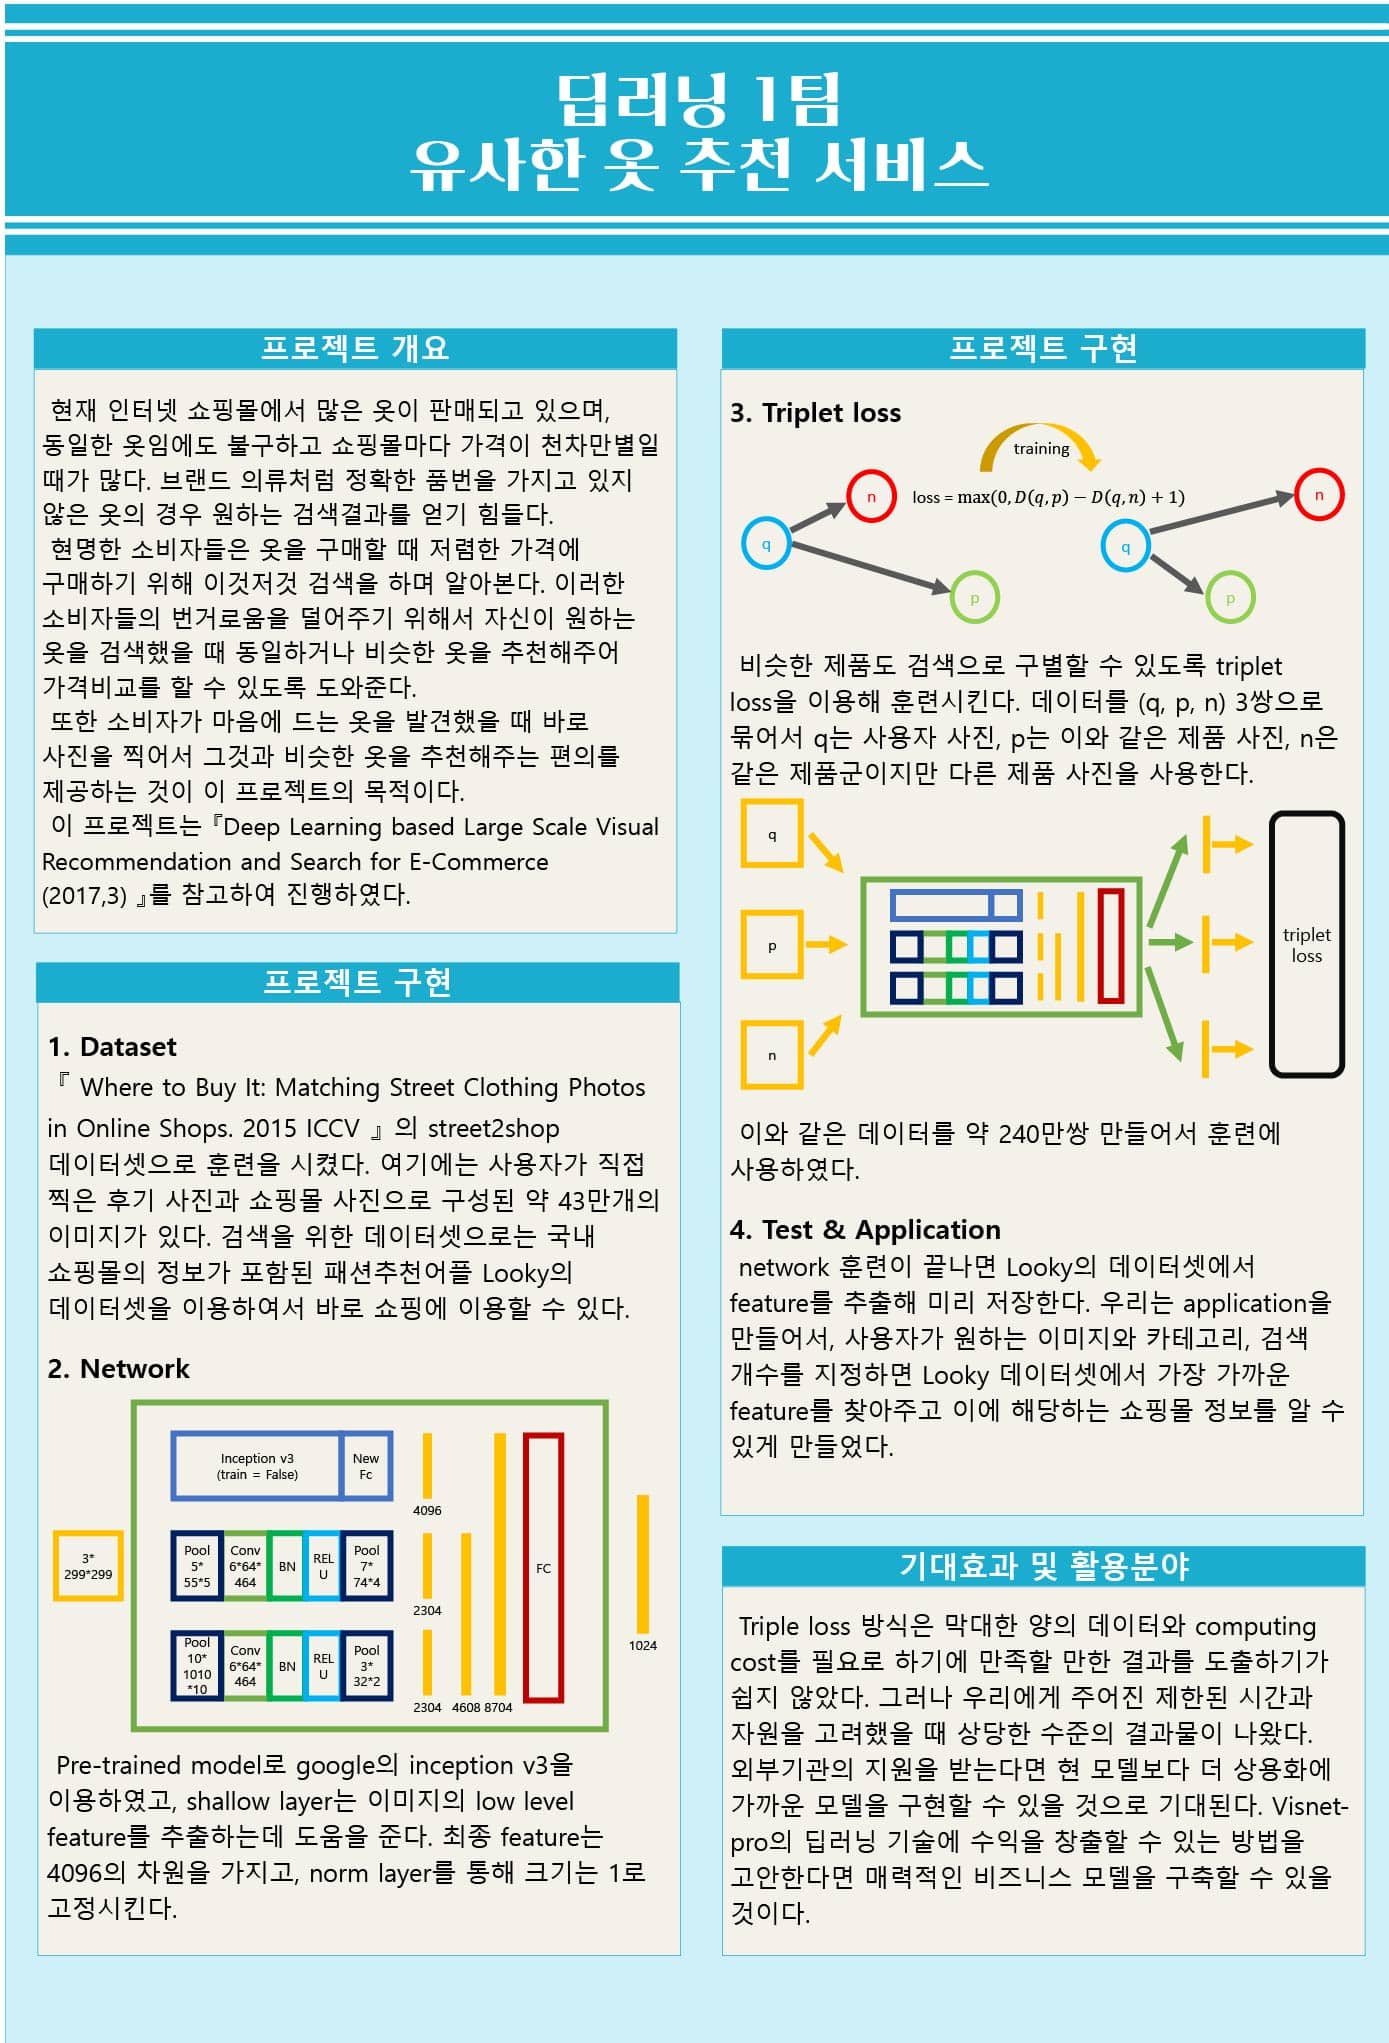 딥러닝 1팀
유사한 옷 추천 서비스
프로젝트 개요
현재 인터넷 쇼핑몰에서 많은 옷이 판매되고 있으며,
동일한 옷임에도 불구하고 쇼핑몰마다 가격이 천차만별일
때가 많다. 브랜드 의류처럼 정확한 품번을 가지고 있지
않은 옷의 경우 원하는 검색결과를 얻기 힘들다.
현명한 소비자들은 옷을 구매할 때 저렴한 가격에
구매하기 위해 이것저것 검색을 하며 알아본다. 이러한
소비자들의 번거로움을 덜어주기 위해서 자신이 원하는
옷을 검색했을 때 동일하거나 비슷한 옷을 추천해주어
가격비교를 할 수 있도록 도와준다.
또한 소비자가 마음에 드는 옷을 발견했을 때 바로
사진을 찍어서 그것과 비슷한 옷을 추천해주는 편의를
제공하는 것이 이 프로젝트의 목적이다.
이 프로젝트는 『Deep Learning based Large Scale Visual
Recommendation and Search for E-Commerce
(2017,3) 』를 참고하여 진행하였다.
프로젝트 구현
1. Dataset
『 Where to Buy It: Matching Street Clothing Photos
in Online Shops. 2015 ICCV 』 의 street2shop
데이터셋으로 훈련을 시켰다. 여기에는 사용자가 직접
찍은 후기 사진과 쇼핑몰 사진으로 구성된 약 43만개의
이미지가 있다. 검색을 위한 데이터셋으로는 국내
쇼핑몰의 정보가 포함된 패션추천어플 Looky의
데이터셋을 이용하여서 바로 쇼핑에 이용할 수 있다.
2. Network
3*
299*299
Inception v3
(train = False)
New
Fc
4096
Pool
5*
55*5
Conv
6*64*
464
BN
REL
U
Pool
7*
74*4
2304
Pool
10*
1010
*10
Conv
6*64*
464
BN
REL
U
Pool
3*
32*2
2304 4608 8704
FC
1024
Pre-trained model로 google의 inception v3을
이용하였고, shallow layer는 이미지의 low level
feature를 추출하는데 도움을 준다. 최종 feature는
4096의 차원을 가지고, norm layer를 통해 크기는 1로
고정시킨다.
프로젝트 구현
3. Triplet loss
training
loss = max(0, D(q, p) − D(q, n) + 1)
q
n
p
q
n
p
비슷한 제품도 검색으로 구별할 수 있도록 triplet
loss을 이용해 훈련시킨다. 데이터를 (q, p, n) 3쌍으로
묶어서 q는 사용자 사진, p는 이와 같은 제품 사진, n은
같은 제품군이지만 다른 제품 사진을 사용한다.
q
p
n
triplet
loss
이와 같은 데이터를 약 240만쌍 만들어서 훈련에
사용하였다.
4. Test & Application
network 훈련이 끝나면 Looky의 데이터셋에서
feature를 추출해 미리 저장한다. 우리는 application을
만들어서, 사용자가 원하는 이미지와 카테고리, 검색
개수를 지정하면 Looky 데이터셋에서 가장 가까운
feature를 찾아주고 이에 해당하는 쇼핑몰 정보를 알 수
있게 만들었다.
기대효과 및 활용분야
Triple loss 방식은 막대한 양의 데이터와 computing
cost를 필요로 하기에 만족할 만한 결과를 도출하기가
쉽지 않았다. 그러나 우리에게 주어진 제한된 시간과
자원을 고려했을 때 상당한 수준의 결과물이 나왔다.
외부기관의 지원을 받는다면 현 모델보다 더 상용화에
가까운 모델을 구현할 수 있을 것으로 기대된다. Visnet-
pro의 딥러닝 기술에 수익을 창출할 수 있는 방법을
고안한다면 매력적인 비즈니스 모델을 구축할 수 있을
것이다.